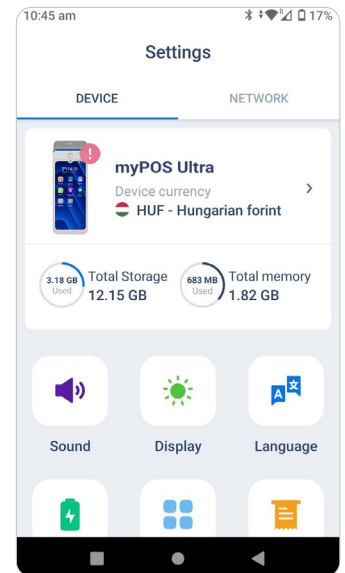 10:45 am R 17%
Settings
DEVICE NETWORK
! myPOS Ultra
Device currency
HUF - Hungarian forint
3.18 GB Used Total Storage 12.15 GB
683 MB Used Total memory 1.82 GB
Sound Display Language